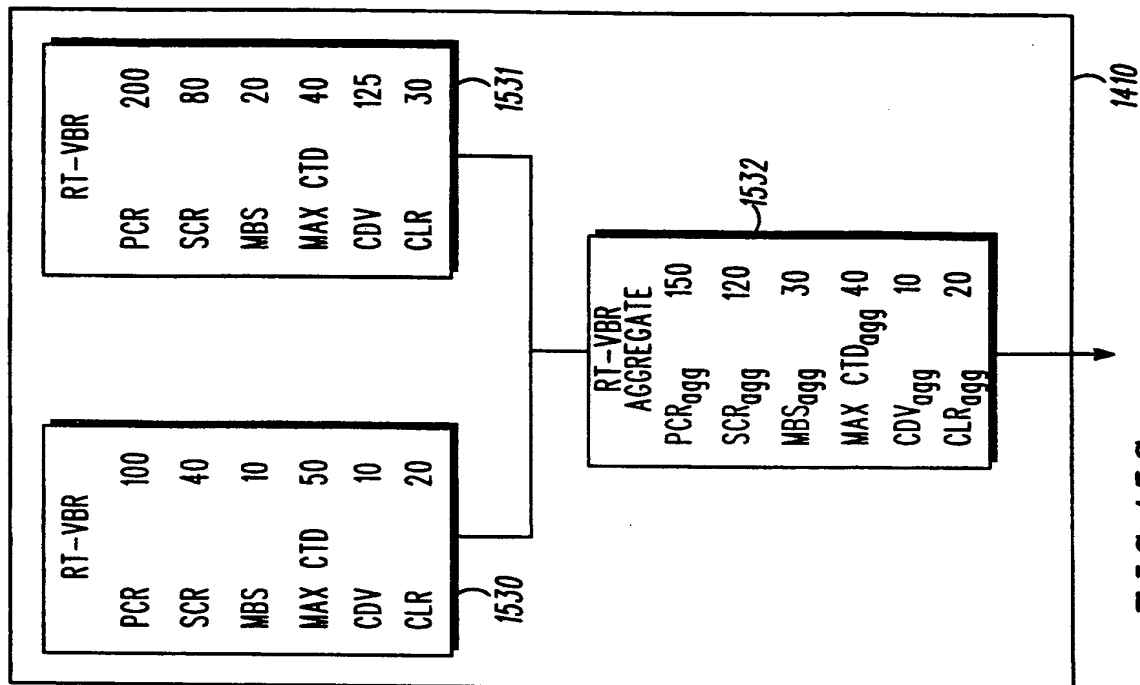 RT-VBR
PCR 100
SCR 40
MBS 10
MAX CTD 50
CDV 10
CLR 20
1530
RT-VBR
PCR 200
SCR 80
MBS 20
MAX CTD 40
CDV 125
CLR 30
1531
RT-VBR
AGGREGATE
PCRagg 150
SCRagg 120
MBSagg 30
MAX CTDagg 40
CDVagg 10
CLRagg 20
1532
1410